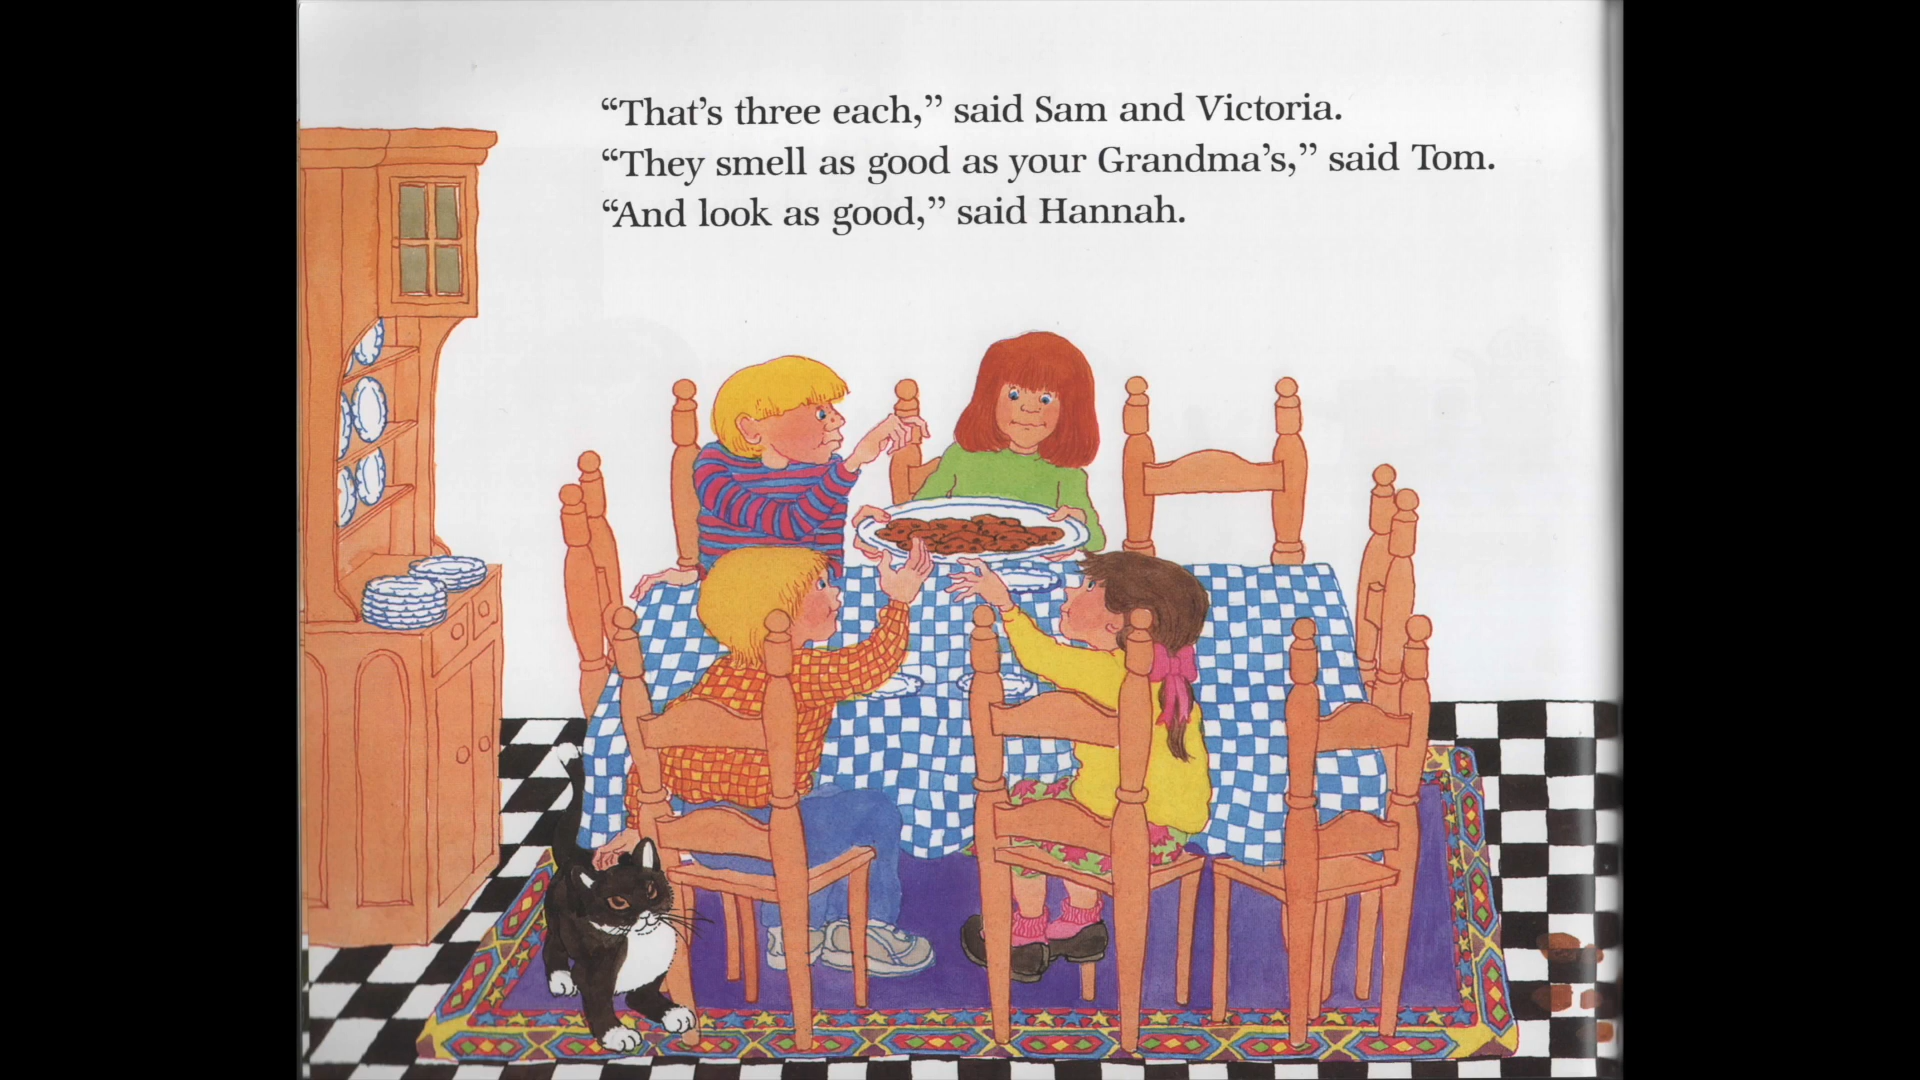 “That’s three each,” said Sam and Victoria.
“They smell as good as your Grandma’s,” said Tom.
“And look as good,” said Hannah.